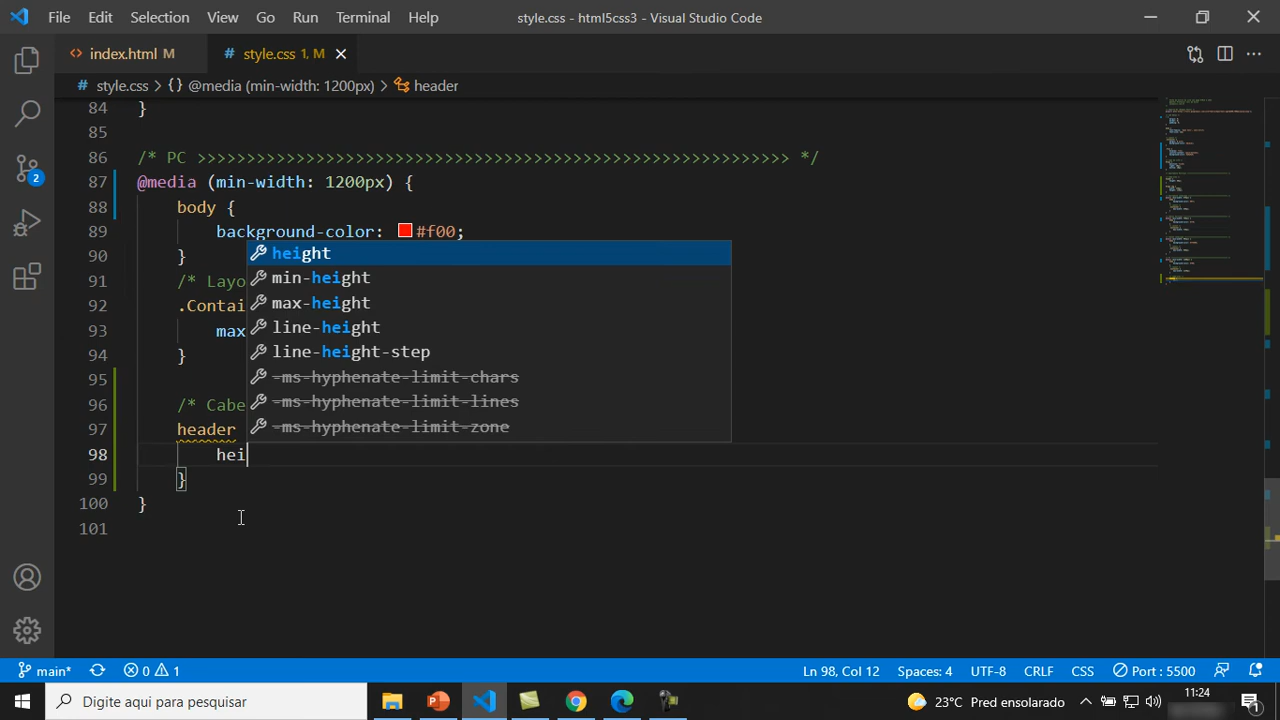 File Edit Selection View Go Run Terminal Help style.css - html5css3 - Visual Studio Code
index.html M # style.css 1, M
# style.css > {} @media (min-width: 1200px) > header
84 }
85
86 /* PC >>>>>>>>>>>>>>>>>>>>>>>>>>>>>>>>>>>>>>>>>>>>>>>>>>>>>>>>>>>> */
87 @media (min-width: 1200px) {
88 body {
89 background-color: #f00;
90 }
height
91 /* Layo
min-height
92 .Contai
max-height
93 max
line-height
94 }
line-height-step
95
-ms-hyphenate-limit-chars
96 /* Cabe
-ms-hyphenate-limit-lines
97 header
-ms-hyphenate-limit-zone
98 hei
99 }
100 }
101
2
main* 0 1 Ln 98, Col 12 Spaces: 4 UTF-8 CRLF CSS Port : 5500
Digite aqui para pesquisar 23°C Pred ensolarado 11:24
1